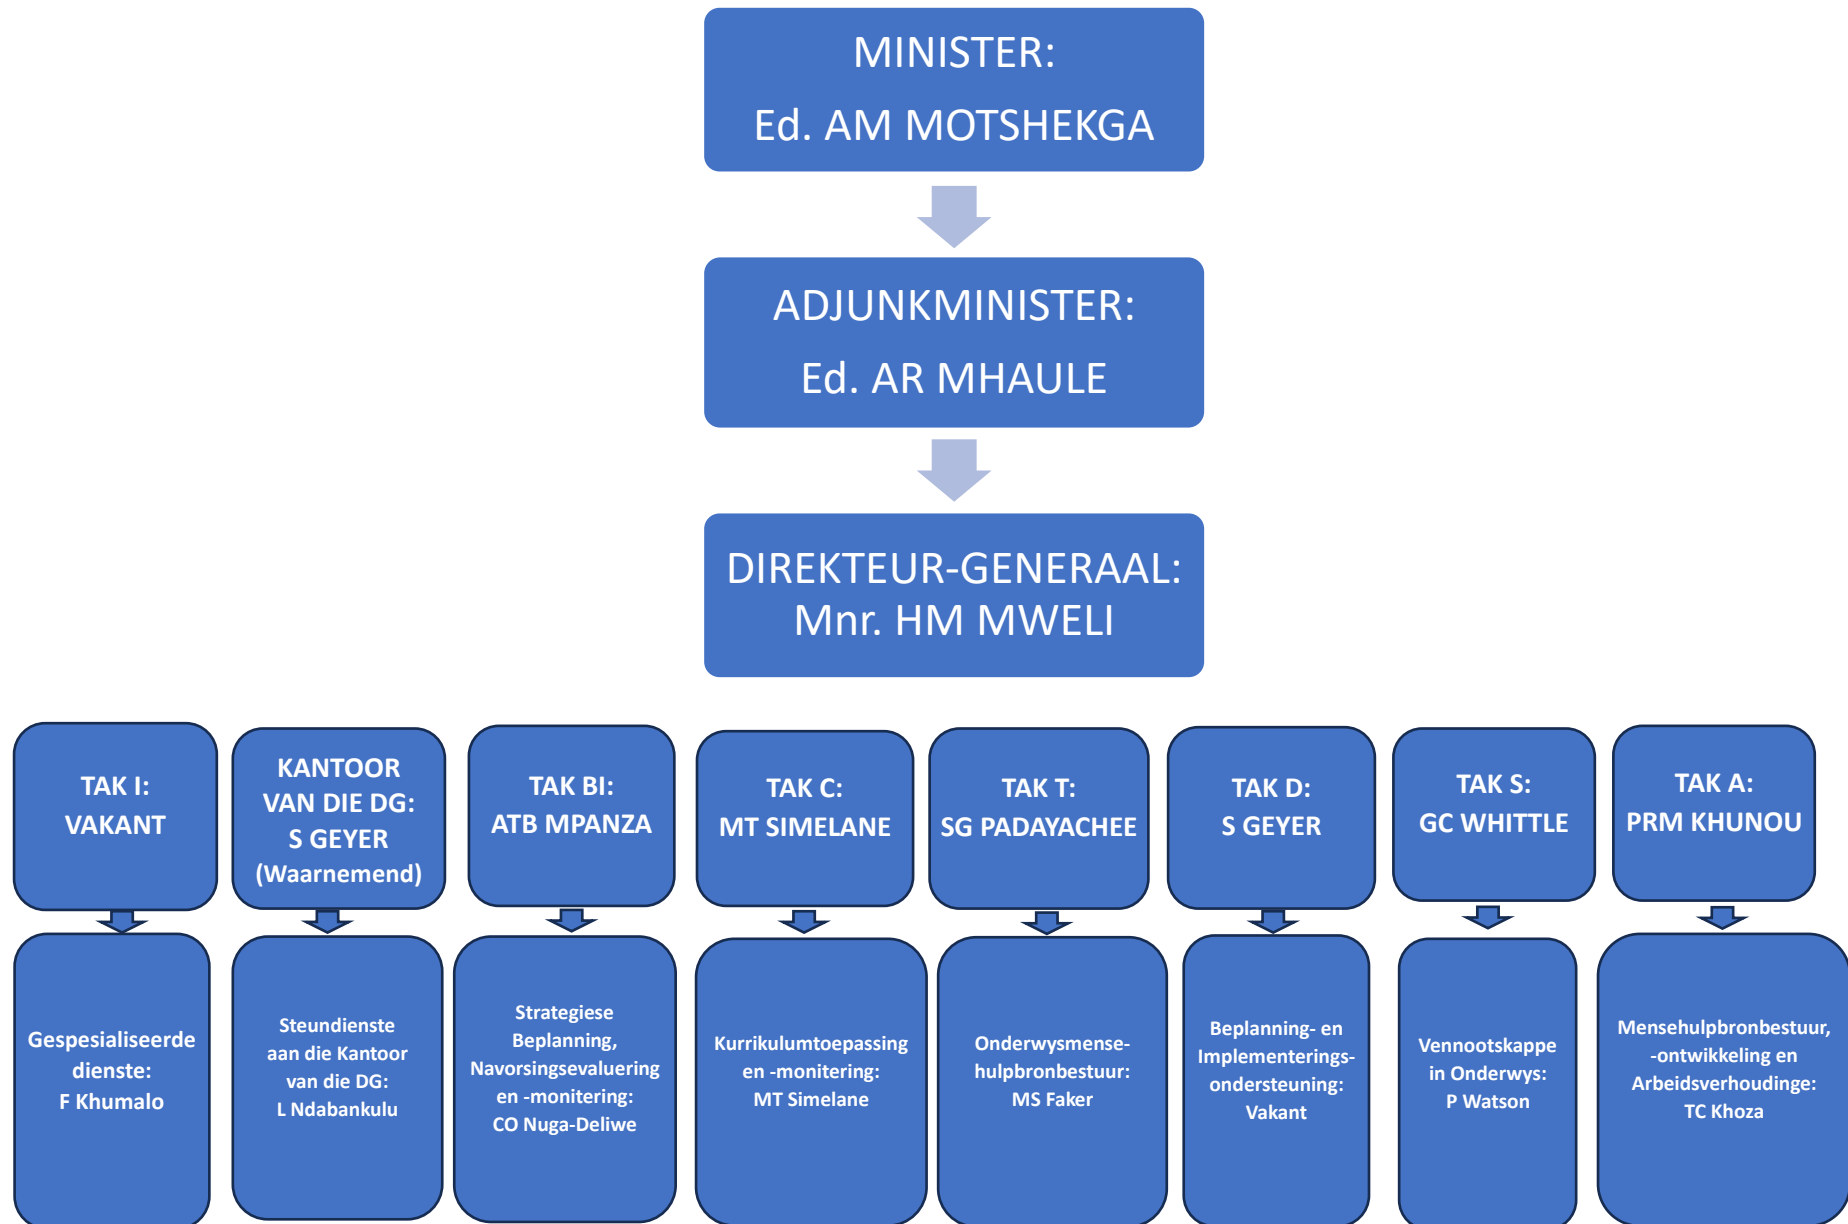 MINISTER:
Ed. AM MOTSHEKGA
ADJUNKMINISTER:
Ed. AR MHAULE
DIREKTEUR-GENERAAL:
Mnr. HM MWELI
TAK I:
VAKANT
KANTOOR
VAN DIE DG:
S GEYER
(Waarnemend)
TAK BI:
ATB MPANZA
TAK C:
MT SIMELANE
TAK T:
SG PADAYACHEE
TAK D:
S GEYER
TAK S:
GC WHITTLE
TAK A:
PRM KHUNOU
Gespesialiseerde
dienste:
F Khumalo
Steundienste
aan die Kantoor
van die DG:
L Ndabankulu
Strategiese
Beplanning,
Navorsingsevaluering
en -monitering:
CO Nuga-Deliwe
Kurrikulumtoepassing
en -monitering:
MT Simelane
Onderwysmense-
hulpbronbestuur:
MS Faker
Beplanning- en
Implementerings-
ondersteuning:
Vakant
Vennootskappe
in Onderwys:
P Watson
Mensehulpbronbestuur,
-ontwikkeling en
Arbeidsverhoudinge:
TC Khoza